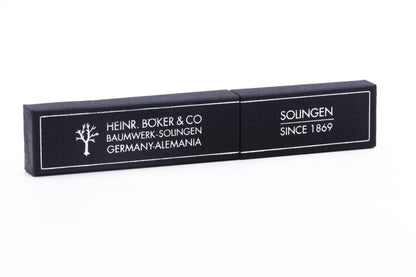 HEINR. BÖKER & CO
BAUMWERK-SOLINGEN
GERMANY-ALEMANIA
SOLINGEN
SINCE 1869